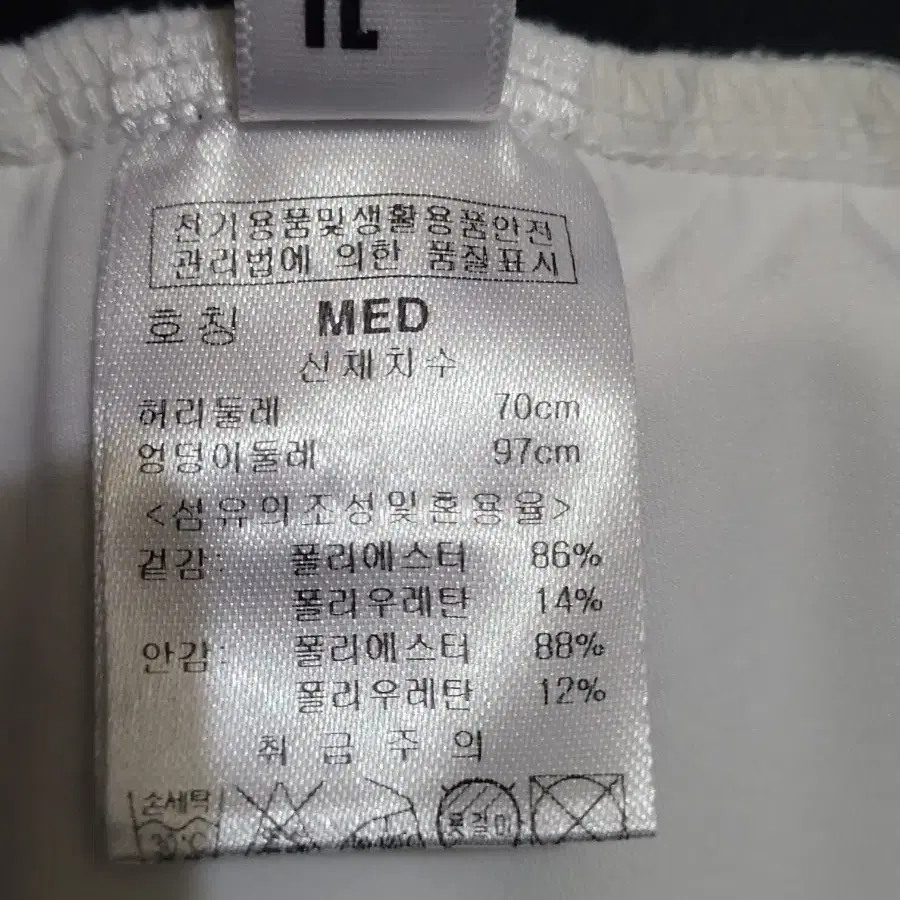 전기용품및생활용품안전
관리법에 의한 품질표시
호칭 MED
신체치수
허리둘레 70cm
엉덩이둘레 97cm
<섬유의조성및혼용율>
겉감: 폴리에스터 86%
폴리우레탄 14%
안감: 폴리에스터 88%
폴리우레탄 12%
취급주의
손세탁 옷걸이
30℃